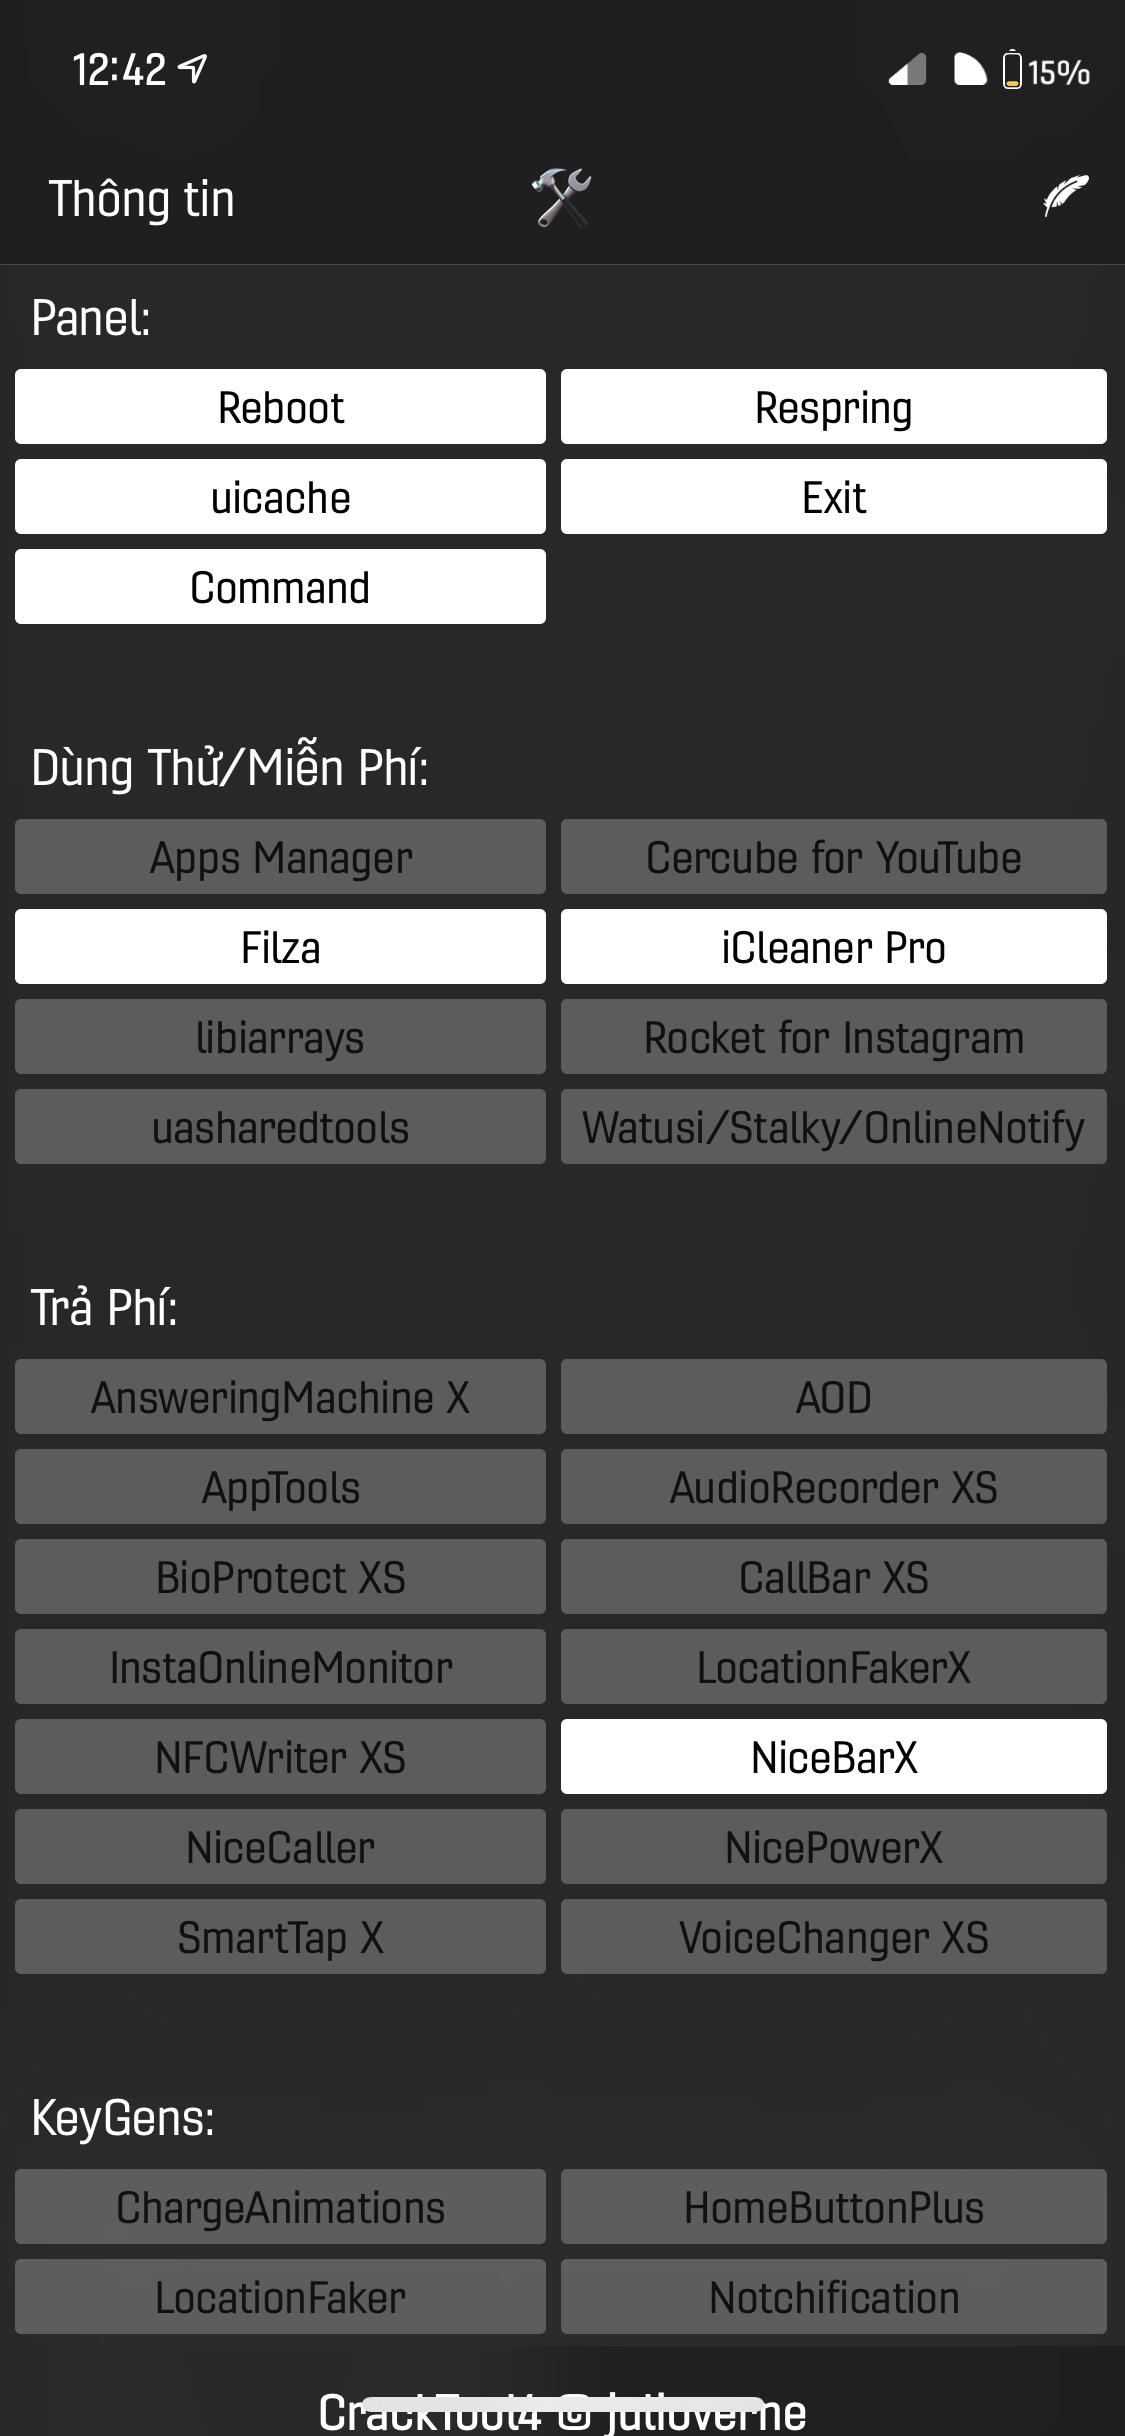 12:42 15%
Thông tin
Panel:
Reboot Respring
uicache Exit
Command
Dùng Thử/Miễn Phí:
Apps Manager Cercube for YouTube
Filza iCleaner Pro
libiarrays Rocket for Instagram
uasharedtools Watusi/Stalky/OnlineNotify
Trả Phí:
AnsweringMachine X AOD
AppTools AudioRecorder XS
BioProtect XS CallBar XS
InstaOnlineMonitor LocationFakerX
NFCWriter XS NiceBarX
NiceCaller NicePowerX
SmartTap X VoiceChanger XS
KeyGens:
ChargeAnimations HomeButtonPlus
LocationFaker Notchification
CrackTool4 © julioverne